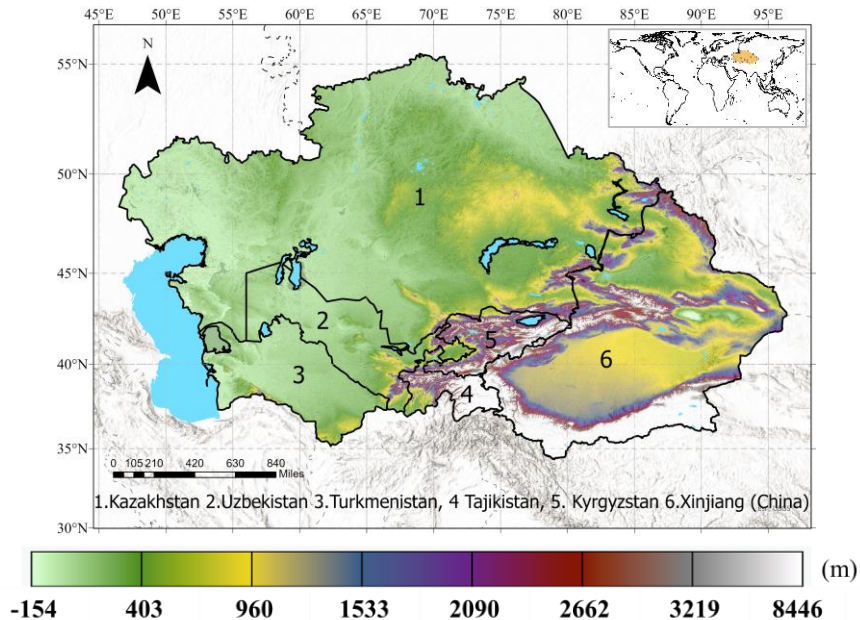 45°E 50°E 55°E 60°E 65°E 70°E 75°E 80°E 85°E 90°E 95°E
N
55°N
50°N
1
45°N
2
5
40°N
6
3
4
35°N
0 105 210 420 630 840
Miles
1.Kazakhstan 2.Uzbekistan 3.Turkmenistan, 4 Tajikistan, 5. Kyrgyzstan 6.Xinjiang (China)
30°N
(m)
-154 403 960 1533 2090 2662 3219 8446